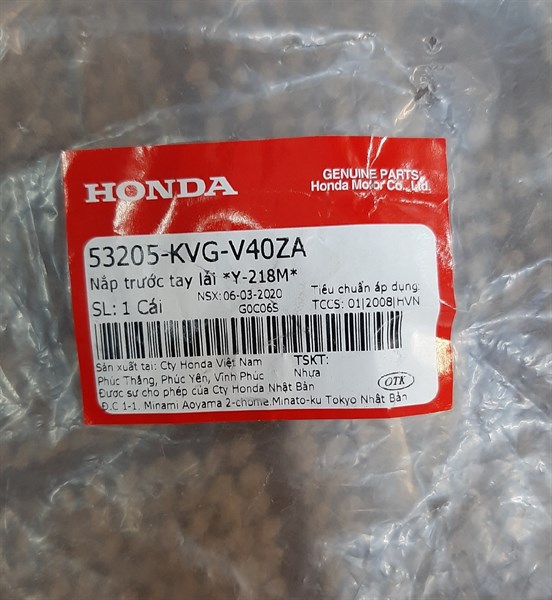 HONDA
GENUINE PARTS
Honda Motor Co., Ltd.
53205-KVG-V40ZA
Nắp trước tay lái *Y-218M*
NSX: 06-03-2020
Tiêu chuẩn áp dụng:
SL: 1 Cái
G0C06S
TCCS: 01|2008|HVN
Sản xuất tại: Cty Honda Việt Nam
TSKT:
Phúc Thắng, Phúc Yên, Vĩnh Phúc
Nhựa
Được sự cho phép của Cty Honda Nhật Bản
OTK
Đ.C 1-1. Minami Aoyama 2-chome.Minato-ku Tokyo Nhật Bản